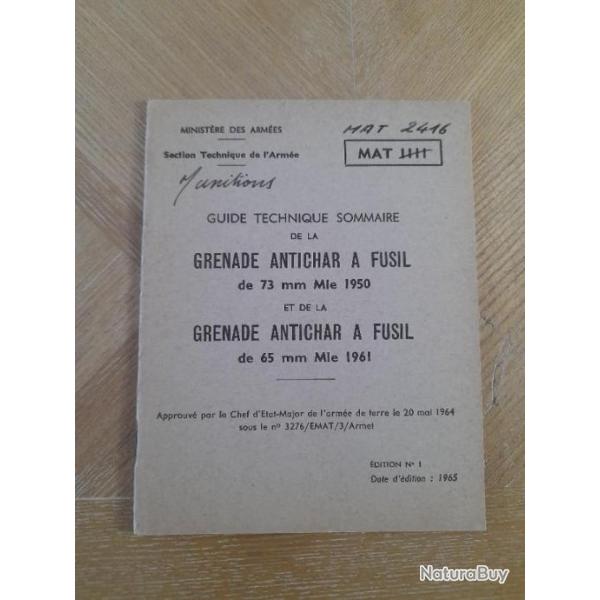 MINISTÈRE DES ARMÉES
MAT 2416
Section Technique de l'Armée
MAT 1111
Munitions
GUIDE TECHNIQUE SOMMAIRE
DE LA
GRENADE ANTICHAR A FUSIL
de 73 mm Mle 1950
ET DE LA
GRENADE ANTICHAR A FUSIL
de 65 mm Mle 1961
Approuvé par le Chef d'Etat-Major de l'armée de terre le 20 mai 1964
sous le nº 3276/EMAT/3/Armet
ÉDITION Nº 1
Date d'édition : 1965
NaturaBuy